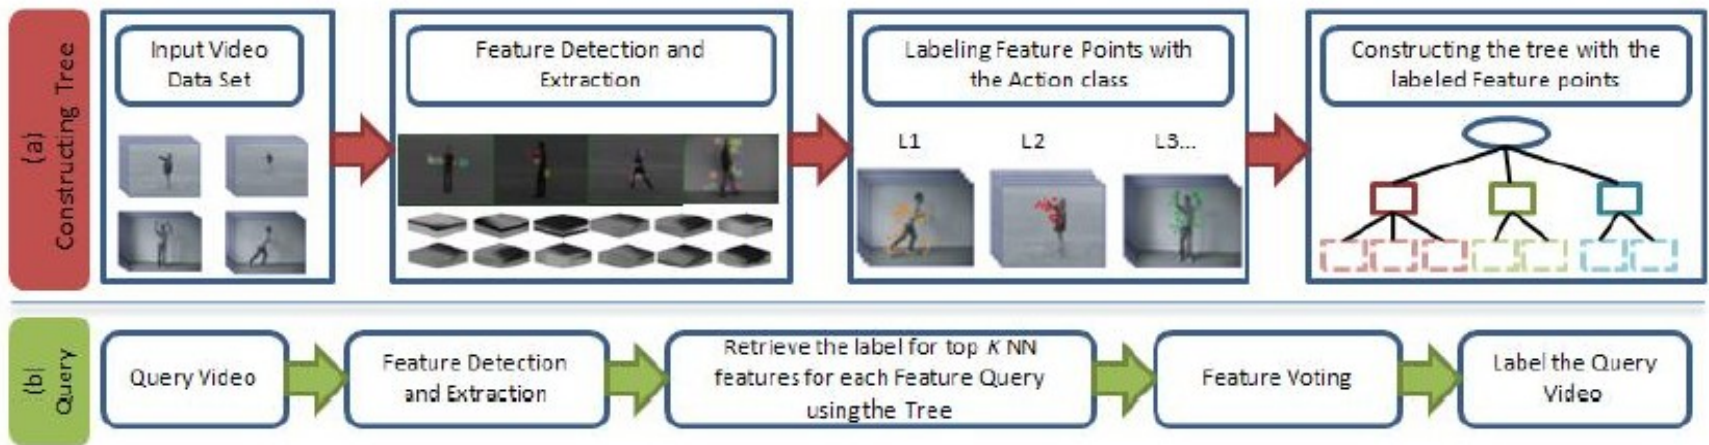 (a)
Constructing Tree
Input Video
Data Set
Feature Detection and
Extraction
Labeling Feature Points with
the Action class
L1
L2
L3...
Constructing the tree with the
labeled Feature points
(b)
Query
Query Video
Feature Detection
and Extraction
Retrieve the label for top K NN
features for each Feature Query
using the Tree
Feature Voting
Label the Query
Video